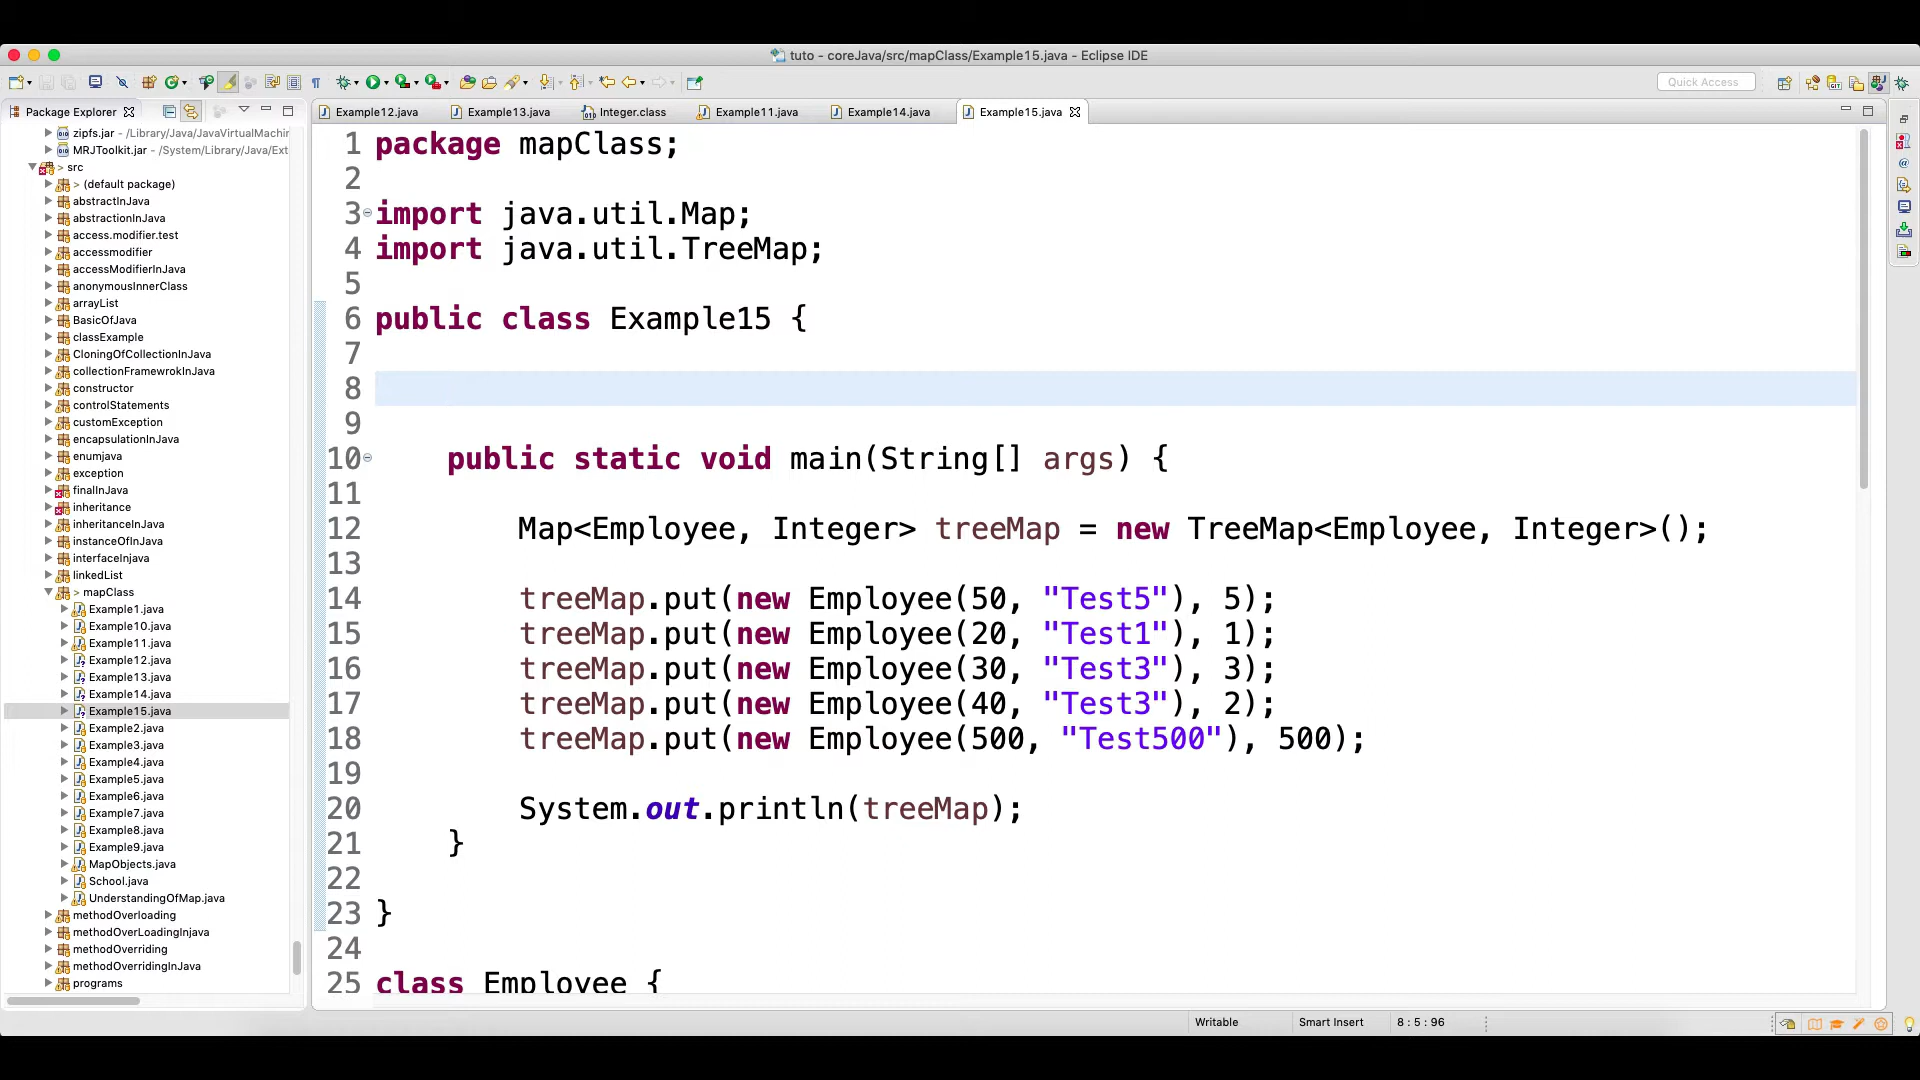 tuto - coreJava/src/mapClass/Example15.java - Eclipse IDE
Quick Access
Package Explorer
Example12.java
Example13.java
Integer.class
Example11.java
Example14.java
Example15.java
zipfs.jar - /Library/Java/JavaVirtualMachin
MRJToolkit.jar - /System/Library/Java/Ext
> src
> (default package)
abstractInJava
abstractionInJava
access.modifier.test
accessmodifier
accessModifierInJava
anonymousInnerClass
arrayList
BasicOfJava
classExample
CloningOfCollectionInJava
collectionFramewrokInJava
constructor
controlStatements
customException
encapsulationInJava
enumjava
exception
finalInJava
inheritance
inheritanceInJava
instanceOfInJava
interfaceInjava
linkedList
> mapClass
Example1.java
Example10.java
Example11.java
Example12.java
Example13.java
Example14.java
Example15.java
Example2.java
Example3.java
Example4.java
Example5.java
Example6.java
Example7.java
Example8.java
Example9.java
MapObjects.java
School.java
UnderstandingOfMap.java
methodOverloading
methodOverLoadingInjava
methodOverriding
methodOverridingInJava
programs
1 package mapClass;
2
3 import java.util.Map;
4 import java.util.TreeMap;
5
6 public class Example15 {
7
8
9
10 public static void main(String[] args) {
11
12 Map<Employee, Integer> treeMap = new TreeMap<Employee, Integer>();
13
14 treeMap.put(new Employee(50, "Test5"), 5);
15 treeMap.put(new Employee(20, "Test1"), 1);
16 treeMap.put(new Employee(30, "Test3"), 3);
17 treeMap.put(new Employee(40, "Test3"), 2);
18 treeMap.put(new Employee(500, "Test500"), 500);
19
20 System.out.println(treeMap);
21 }
22
23 }
24
25 class Employee {
Writable
Smart Insert
8 : 5 : 96